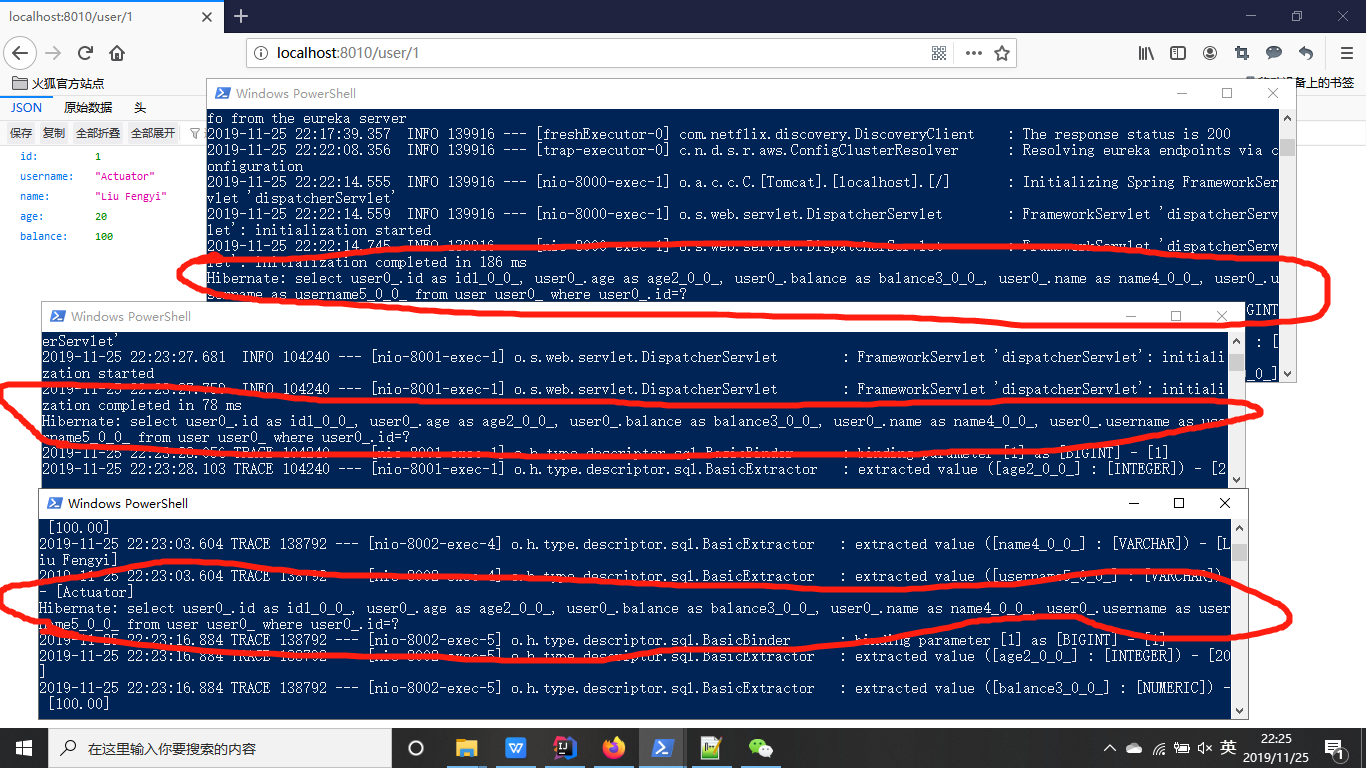 localhost:8010/user/1
localhost:8010/user/1
火狐官方站点
设备上的书签
JSON 原始数据 头
保存 复制 全部折叠 全部展开
id: 1
username: "Actuator"
name: "Liu Fengyi"
age: 20
balance: 100
Windows PowerShell
fo from the eureka server
2019-11-25 22:17:39.357 INFO 139916 --- [freshExecutor-0] com.netflix.discovery.DiscoveryClient : The response status is 200
2019-11-25 22:22:08.356 INFO 139916 --- [trap-executor-0] c.n.d.s.r.aws.ConfigClusterResolver : Resolving eureka endpoints via c
onfiguration
2019-11-25 22:22:14.555 INFO 139916 --- [nio-8000-exec-1] o.a.c.c.C.[Tomcat].[localhost].[/] : Initializing Spring FrameworkSer
vlet 'dispatcherServlet'
2019-11-25 22:22:14.559 INFO 139916 --- [nio-8000-exec-1] o.s.web.servlet.DispatcherServlet : FrameworkServlet 'dispatcherServ
let': initialization started
2019-11-25 22:22:14.745 INFO 139916 --- [nio-8000-exec-1] o.s.web.servlet.DispatcherServlet : FrameworkServlet 'dispatcherServ
let': initialization completed in 186 ms
Hibernate: select user0_.id as id1_0_0_, user0_.age as age2_0_0_, user0_.balance as balance3_0_0_, user0_.name as name4_0_0_, user0_.u
sername as username5_0_0_ from user user0_ where user0_.id=?
GINT
: [
_0_]
Windows PowerShell
erServlet'
2019-11-25 22:23:27.681 INFO 104240 --- [nio-8001-exec-1] o.s.web.servlet.DispatcherServlet : FrameworkServlet 'dispatcherServlet': initiali
zation started
2019-11-25 22:23:27.759 INFO 104240 --- [nio-8001-exec-1] o.s.web.servlet.DispatcherServlet : FrameworkServlet 'dispatcherServlet': initiali
zation completed in 78 ms
Hibernate: select user0_.id as id1_0_0_, user0_.age as age2_0_0_, user0_.balance as balance3_0_0_, user0_.name as name4_0_0_, user0_.username as use
rname5_0_0_ from user user0_ where user0_.id=?
2019-11-25 22:23:28.056 TRACE 104240 --- [nio-8001-exec-1] o.h.type.descriptor.sql.BasicBinder : binding parameter [1] as [BIGINT] - [1]
2019-11-25 22:23:28.103 TRACE 104240 --- [nio-8001-exec-1] o.h.type.descriptor.sql.BasicExtractor : extracted value ([age2_0_0_] : [INTEGER]) - [2
Windows PowerShell
[100.00]
2019-11-25 22:23:03.604 TRACE 138792 --- [nio-8002-exec-4] o.h.type.descriptor.sql.BasicExtractor : extracted value ([name4_0_0_] : [VARCHAR]) - [L
iu Fengyi]
2019-11-25 22:23:03.604 TRACE 138792 --- [nio-8002-exec-4] o.h.type.descriptor.sql.BasicExtractor : extracted value ([username5_0_0_] : [VARCHAR])
- [Actuator]
Hibernate: select user0_.id as id1_0_0_, user0_.age as age2_0_0_, user0_.balance as balance3_0_0_, user0_.name as name4_0_0_, user0_.username as user
name5_0_0_ from user user0_ where user0_.id=?
2019-11-25 22:23:16.884 TRACE 138792 --- [nio-8002-exec-5] o.h.type.descriptor.sql.BasicBinder : binding parameter [1] as [BIGINT] - [1]
2019-11-25 22:23:16.884 TRACE 138792 --- [nio-8002-exec-5] o.h.type.descriptor.sql.BasicExtractor : extracted value ([age2_0_0_] : [INTEGER]) - [20
]
2019-11-25 22:23:16.884 TRACE 138792 --- [nio-8002-exec-5] o.h.type.descriptor.sql.BasicExtractor : extracted value ([balance3_0_0_] : [NUMERIC]) -
[100.00]
在这里输入你要搜索的内容
英
22:25
2019/11/25
1